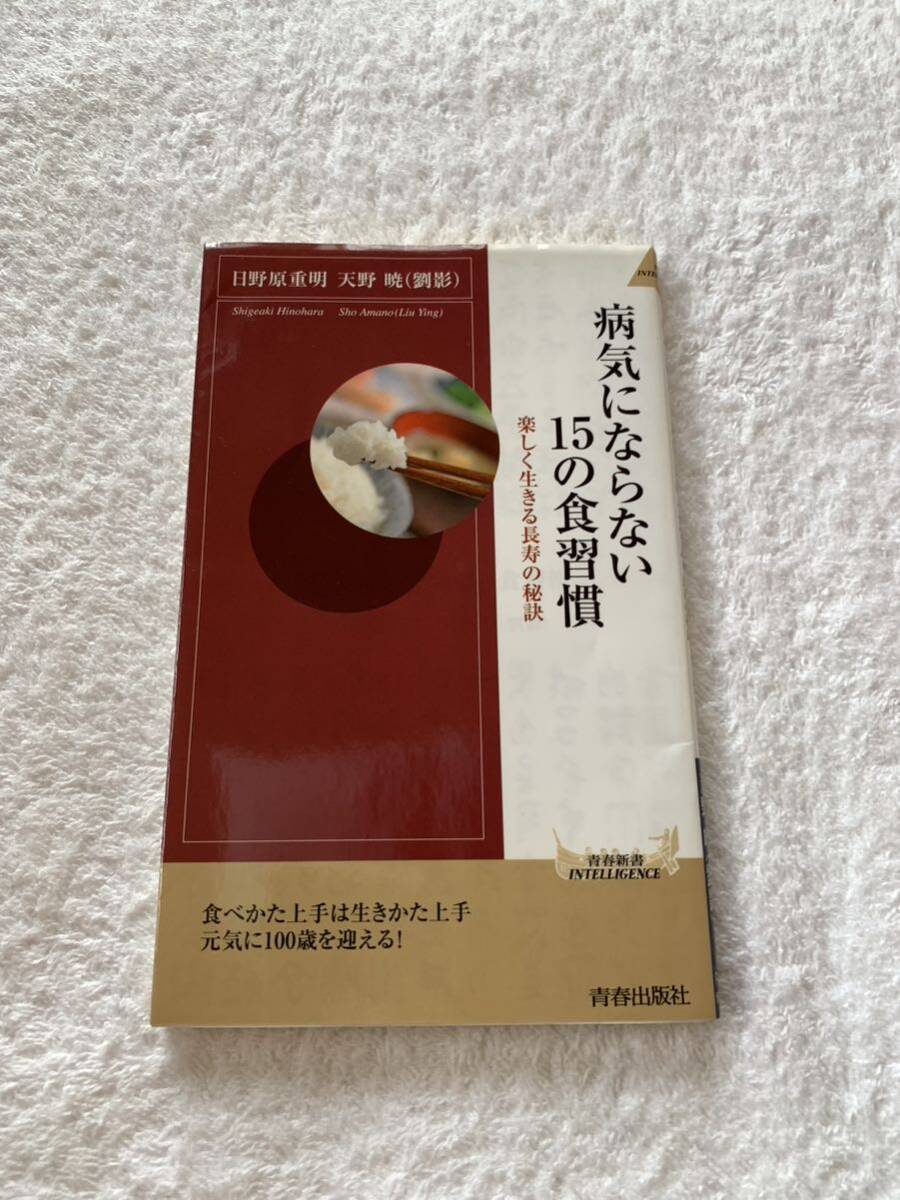 日野原重明 天野 暁(劉影)
Shigeaki Hinohara Sho Amano(Liu Ying)
病気にならない
15の食習慣
楽しく生きる長寿の秘訣
青春新書
INTELLIGENCE
食べかた上手は生きかた上手
元気に100歳を迎える!
青春出版社